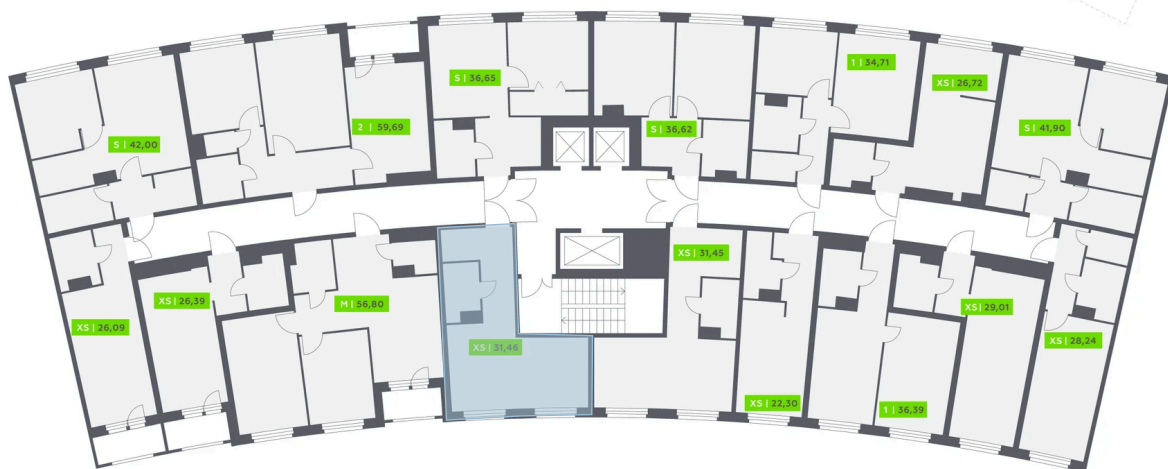 S | 36,65
1 | 34,71
XS | 26,72
2 | 59,69
S | 36,62
S | 41,90
S | 42,00
XS | 31,45
XS | 26,39
M | 56,80
XS | 29,01
XS | 26,09
XS | 31,46
XS | 28,24
XS | 22,30
1 | 36,39